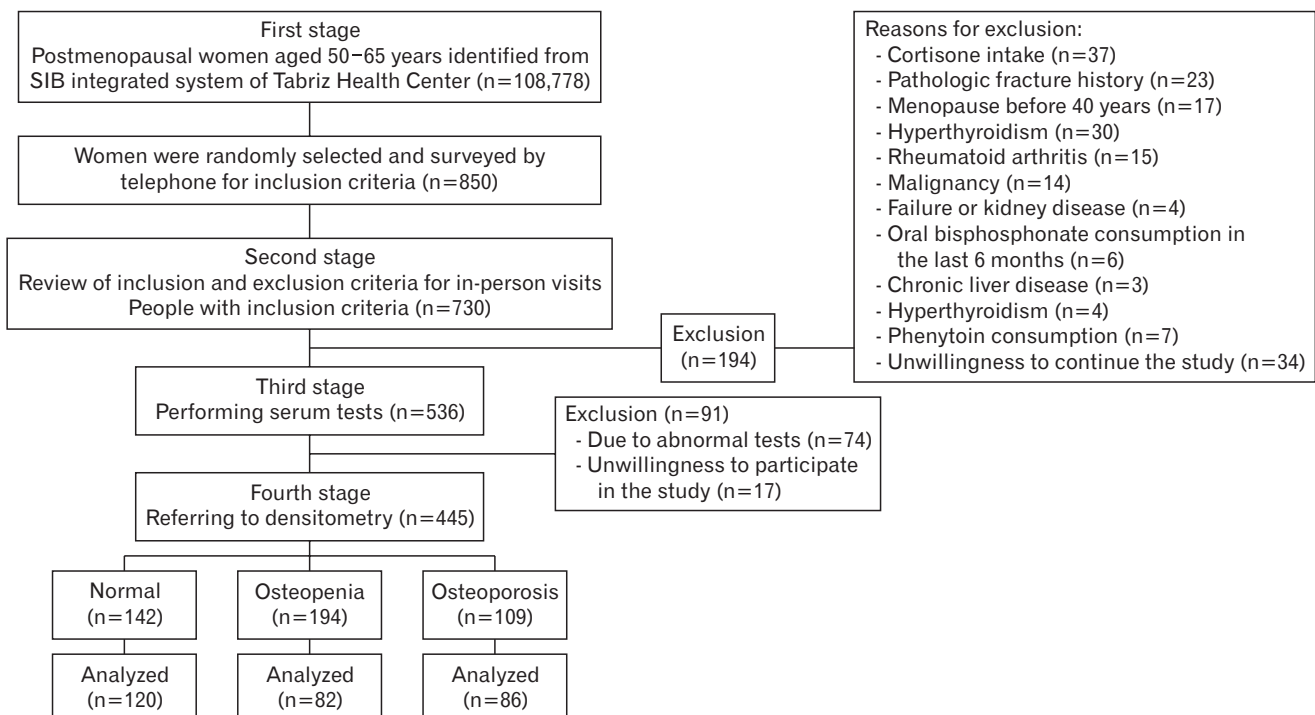 First stage
Postmenopausal women aged 50–65 years identified from
SIB integrated system of Tabriz Health Center (n=108,778)
Women were randomly selected and surveyed by
telephone for inclusion criteria (n=850)
Second stage
Review of inclusion and exclusion criteria for in-person visits
People with inclusion criteria (n=730)
Exclusion
(n=194)
Reasons for exclusion:
- Cortisone intake (n=37)
- Pathologic fracture history (n=23)
- Menopause before 40 years (n=17)
- Hyperthyroidism (n=30)
- Rheumatoid arthritis (n=15)
- Malignancy (n=14)
- Failure or kidney disease (n=4)
- Oral bisphosphonate consumption in
the last 6 months (n=6)
- Chronic liver disease (n=3)
- Hyperthyroidism (n=4)
- Phenytoin consumption (n=7)
- Unwillingness to continue the study (n=34)
Third stage
Performing serum tests (n=536)
Exclusion (n=91)
- Due to abnormal tests (n=74)
- Unwillingness to participate
in the study (n=17)
Fourth stage
Referring to densitometry (n=445)
Normal
(n=142)
Osteopenia
(n=194)
Osteoporosis
(n=109)
Analyzed
(n=120)
Analyzed
(n=82)
Analyzed
(n=86)